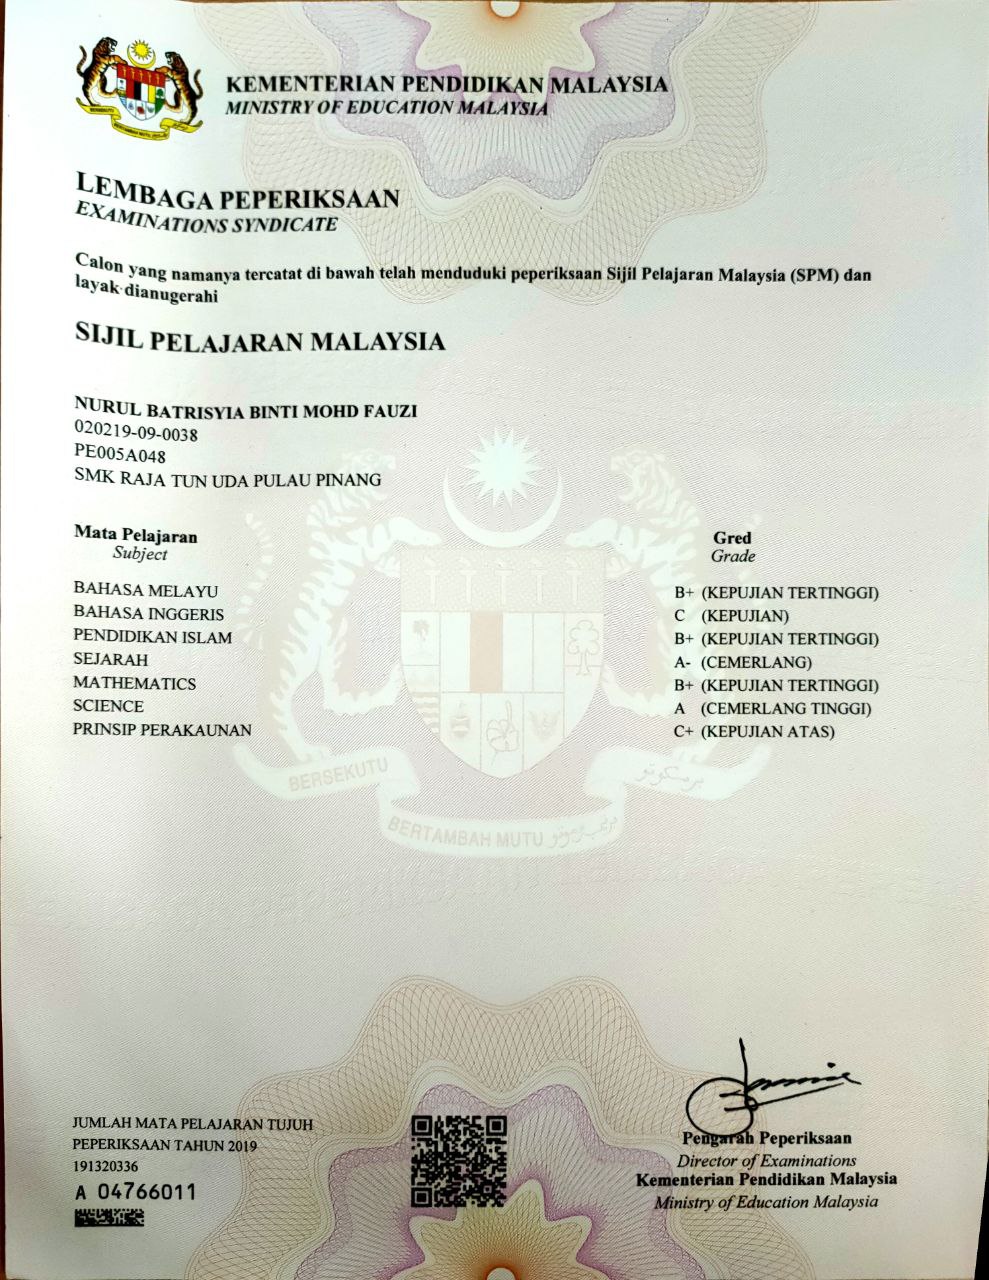 KEMENTERIAN PENDIDIKAN MALAYSIA
MINISTRY OF EDUCATION MALAYSIA
LEMBAGA PEPERIKSAAN
EXAMINATIONS SYNDICATE
Calon yang namanya tercatat di bawah telah menduduki peperiksaan Sijil Pelajaran Malaysia (SPM) dan
layak dianugerahi
SIJIL PELAJARAN MALAYSIA
NURUL BATRISYIA BINTI MOHD FAUZI
020219-09-0038
PE005A048
SMK RAJA TUN UDA PULAU PINANG
Mata Pelajaran Gred
Subject Grade
BAHASA MELAYU B+ (KEPUJIAN TERTINGGI)
BAHASA INGGERIS C (KEPUJIAN)
PENDIDIKAN ISLAM B+ (KEPUJIAN TERTINGGI)
SEJARAH A- (CEMERLANG)
MATHEMATICS B+ (KEPUJIAN TERTINGGI)
SCIENCE A (CEMERLANG TINGGI)
PRINSIP PERAKAUNAN C+ (KEPUJIAN ATAS)
BERSEKUTU
BERTAMBAH MUTU
JUMLAH MATA PELAJARAN TUJUH
PEPERIKSAAN TAHUN 2019
191320336
A 04766011
Pengarah Peperiksaan
Director of Examinations
Kementerian Pendidikan Malaysia
Ministry of Education Malaysia